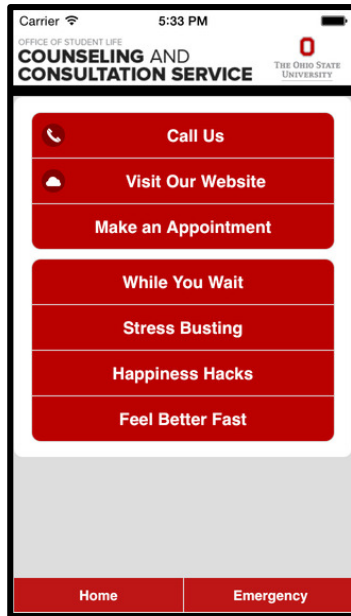 Carrier 5:33 PM
OFFICE OF STUDENT LIFE
COUNSELING AND
CONSULTATION SERVICE
THE OHIO STATE
UNIVERSITY
Call Us
Visit Our Website
Make an Appointment
While You Wait
Stress Busting
Happiness Hacks
Feel Better Fast
Home Emergency